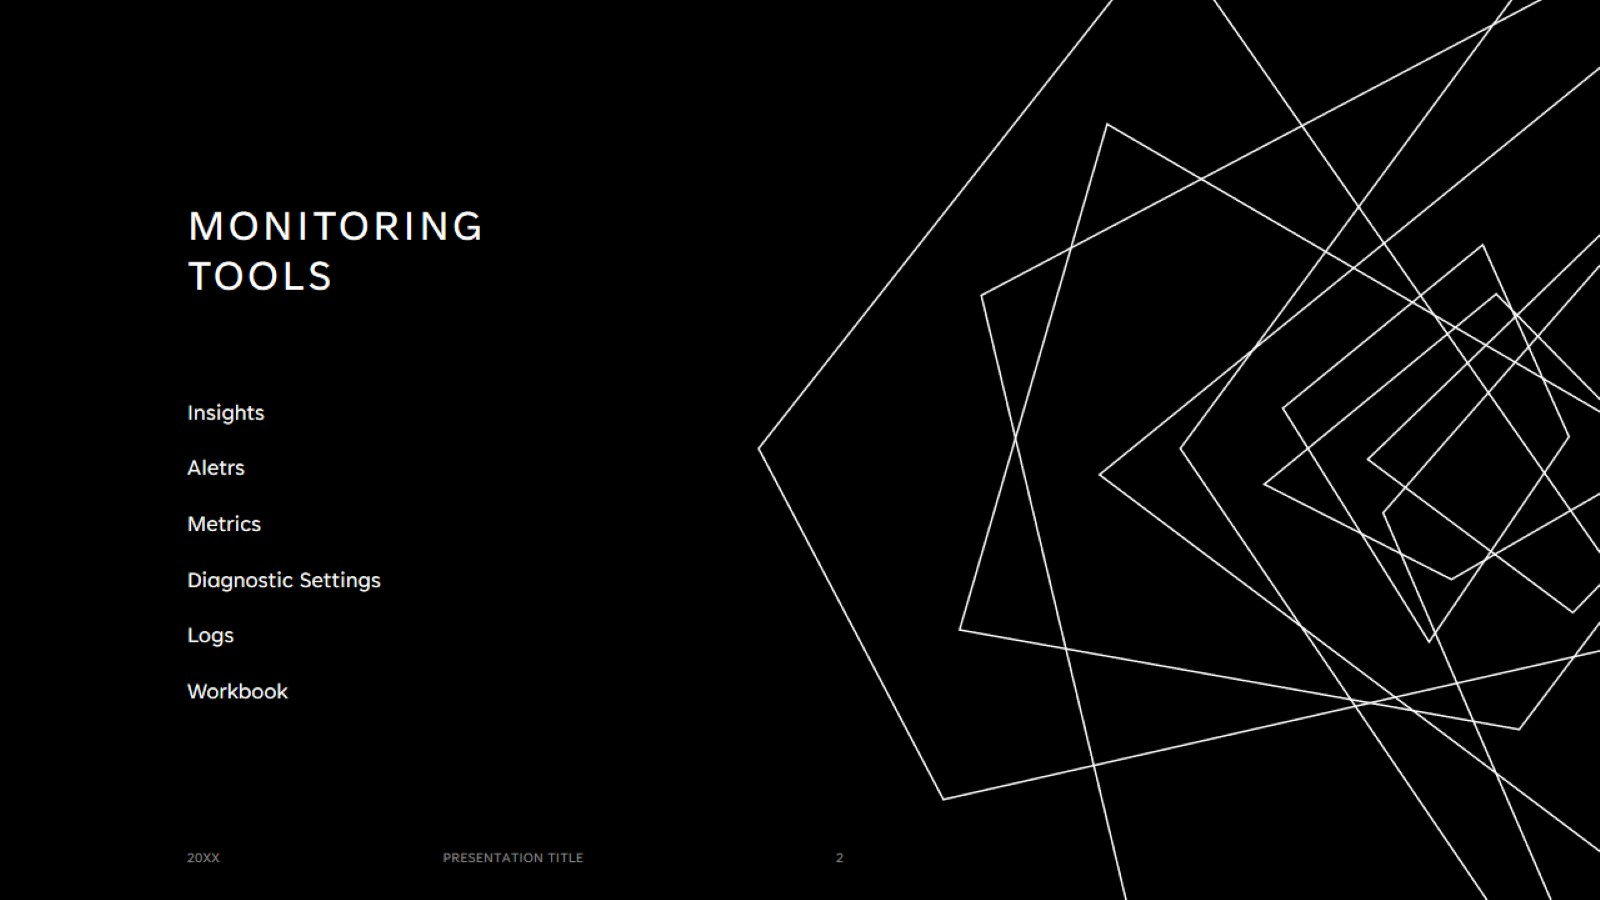 MONITORING
TOOLS
Insights
Aletrs
Metrics
Diagnostic Settings
Logs
Workbook
20XX PRESENTATION TITLE 2